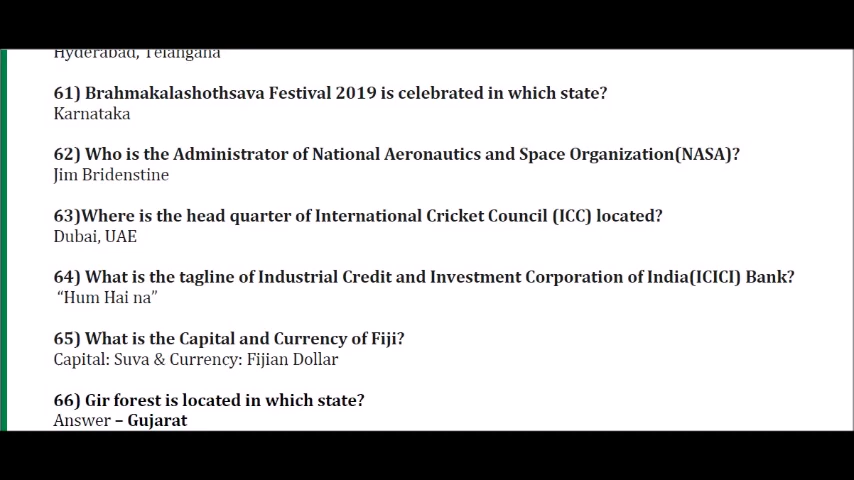 Hyderabad, Telangana
61) Brahmakalashothsava Festival 2019 is celebrated in which state?
Karnataka
62) Who is the Administrator of National Aeronautics and Space Organization(NASA)?
Jim Bridenstine
63)Where is the head quarter of International Cricket Council (ICC) located?
Dubai, UAE
64) What is the tagline of Industrial Credit and Investment Corporation of India(ICICI) Bank?
“Hum Hai na”
65) What is the Capital and Currency of Fiji?
Capital: Suva & Currency: Fijian Dollar
66) Gir forest is located in which state?
Answer – Gujarat